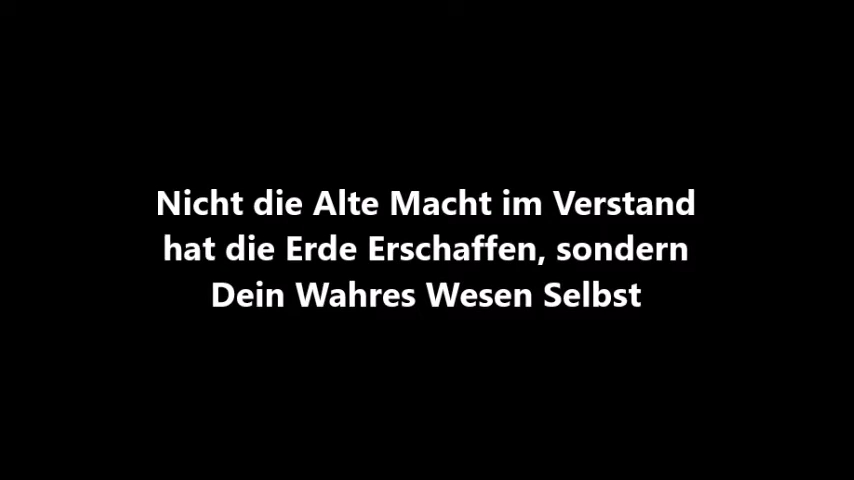 Nicht die Alte Macht im Verstand
hat die Erde Erschaffen, sondern
Dein Wahres Wesen Selbst